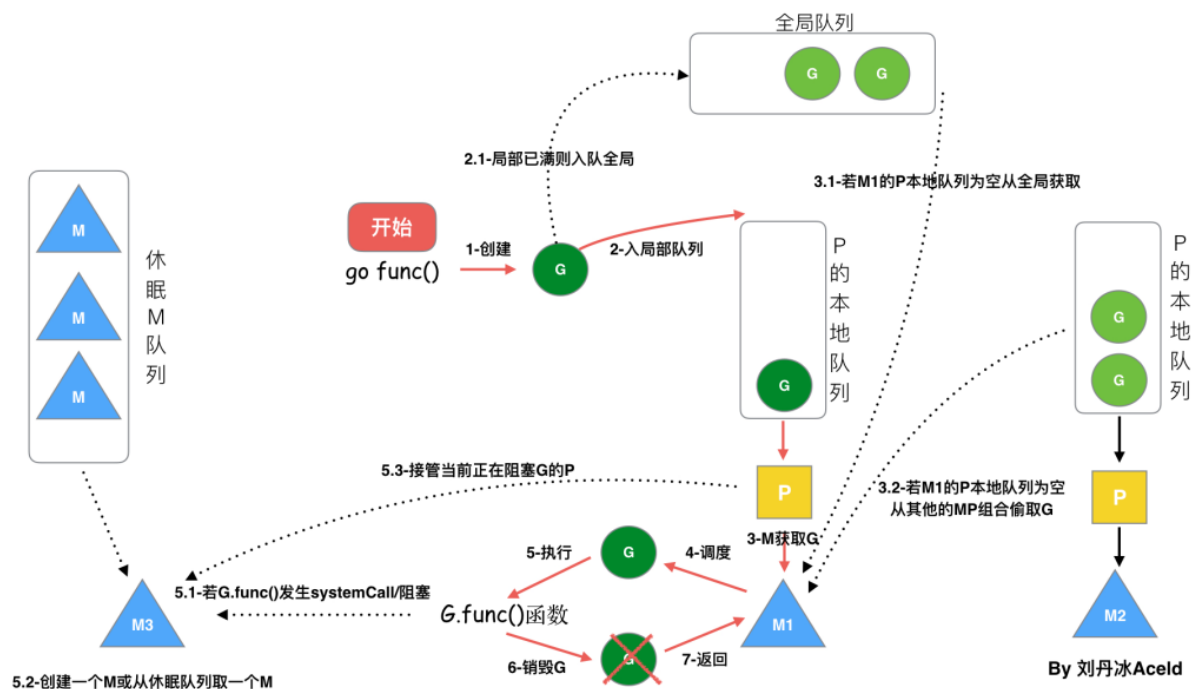 全局队列
G
G
2.1-局部已满则入队全局
3.1-若M1的P本地队列为空从全局获取
开始
go func()
1-创建
G
2-入局部队列
M
M
M
休眠M队列
G
P的本地队列
G
G
P的本地队列
5.3-接管当前正在阻塞G的P
P
3.2-若M1的P本地队列为空
从其他的MP组合偷取G
P
3-M获取G
5-执行
G
4-调度
5.1-若G.func()发生systemCall/阻塞
G.func()函数
M3
M1
M2
6-销毁G
G
7-返回
By 刘丹冰Aceld
5.2-创建一个M或从休眠队列取一个M